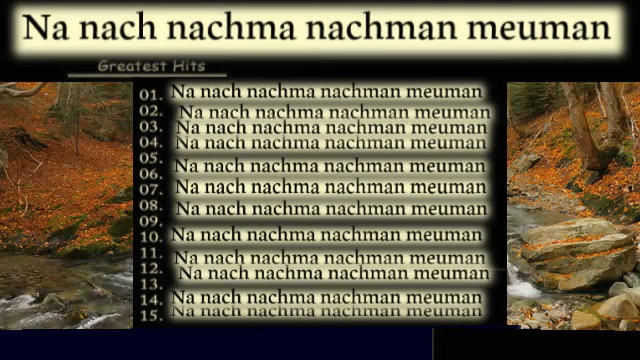 Na nach nachma nachman meuman
Greatest Hits
01. Na nach nachma nachman meuman
02. Na nach nachma nachman meuman
03. Na nach nachma nachman meuman
04. Na nach nachma nachman meuman
05. Na nach nachma nachman meuman
06.
07. Na nach nachma nachman meuman
08. Na nach nachma nachman meuman
09.
10. Na nach nachma nachman meuman
11. Na nach nachma nachman meuman
12. Na nach nachma nachman meuman
13.
14. Na nach nachma nachman meuman
15. Na nach nachma nachman meuman